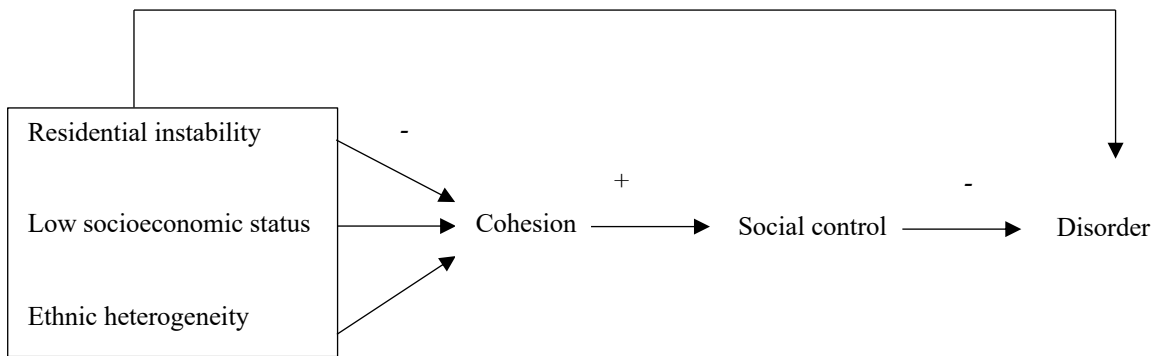 Residential instability
-
+
-
Low socioeconomic status
Cohesion
Social control
Disorder
Ethnic heterogeneity